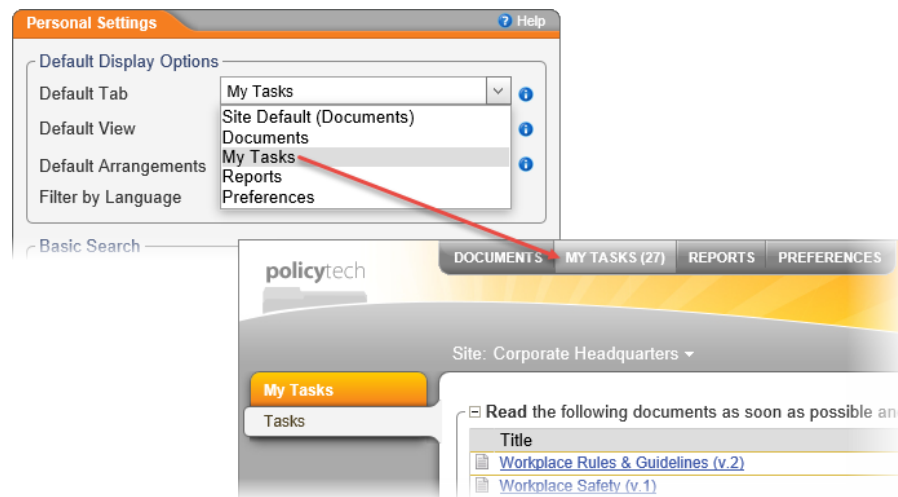 Personal Settings
Help
Default Display Options
Default Tab
My Tasks
Site Default (Documents)
Documents
Default View
My Tasks
Default Arrangements
Reports
Filter by Language
Preferences
Basic Search
policytech
DOCUMENTS MY TASKS (27) REPORTS PREFERENCES
Site: Corporate Headquarters
My Tasks
Tasks
Read the following documents as soon as possible an
Title
Workplace Rules & Guidelines (v.2)
Workplace Safety (v.1)